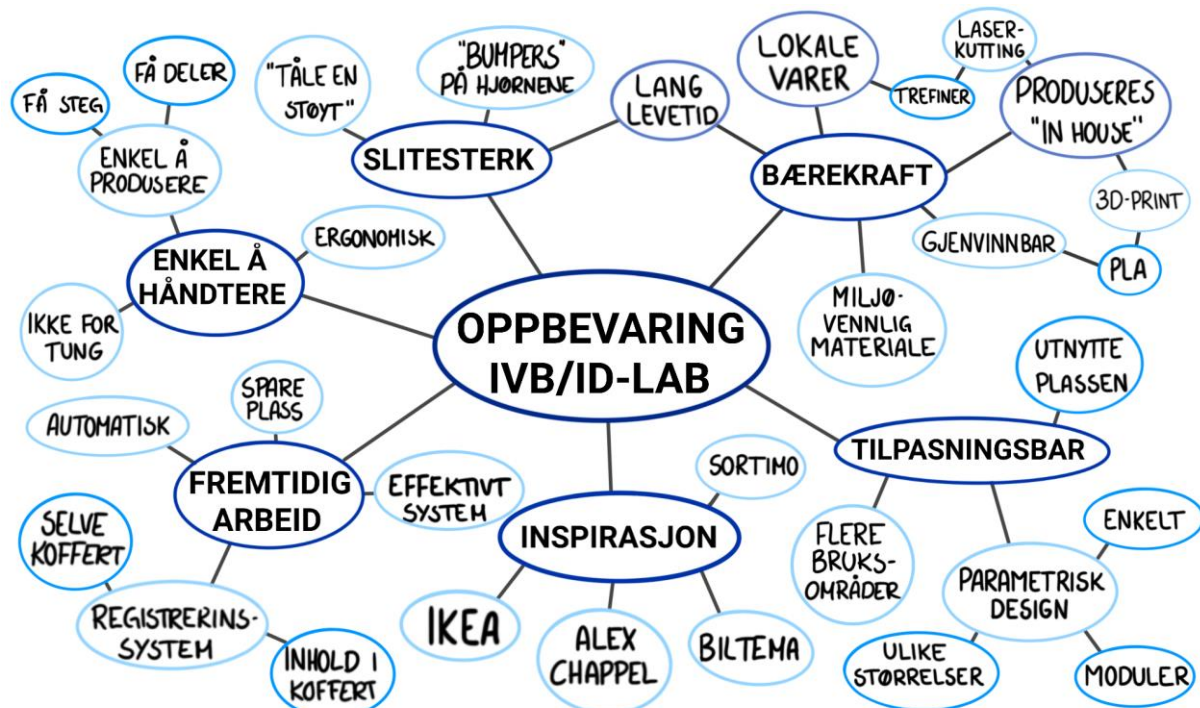 FÅ STEG
FÅ DELER
ENKEL Å
PRODUSERE
ENKEL Å
HÅNDTERE
ERGONOMISK
IKKE FOR
TUNG
"TÅLE EN
STØYT"
"BUMPERS"
PÅ HJØRNENE
SLITESTERK
LANG
LEVETID
LOKALE
VARER
TREFINER
LASER-
KUTTING
PRODUSERES
"IN HOUSE"
BÆREKRAFT
3D-PRINT
PLA
GJENVINNBAR
MILJØ-
VENNLIG
MATERIALE
OPPBEVARING
IVB/ID-LAB
UTNYTTE
PLASSEN
TILPASNINGSBAR
FLERE
BRUKS-
OMRÅDER
PARAMETRISK
DESIGN
ENKELT
MODULER
ULIKE
STØRRELSER
SORTIMO
INSPIRASJON
IKEA
ALEX
CHAPPEL
BILTEMA
SPARE
PLASS
AUTOMATISK
FREMTIDIG
ARBEID
EFFEKTIVT
SYSTEM
SELVE
KOFFERT
REGISTRERINS-
SYSTEM
INHOLD I
KOFFERT